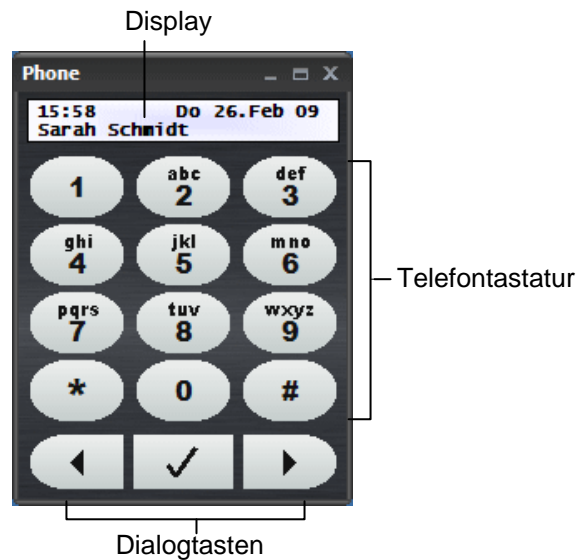 Display
Phone
15:58 Do 26.Feb 09
Sarah Schmidt
1 abc 2 def 3
ghi 4 jkl 5 mno 6
pqrs 7 tuv 8 wxyz 9
* 0 #
Telefontastatur
Dialogtasten